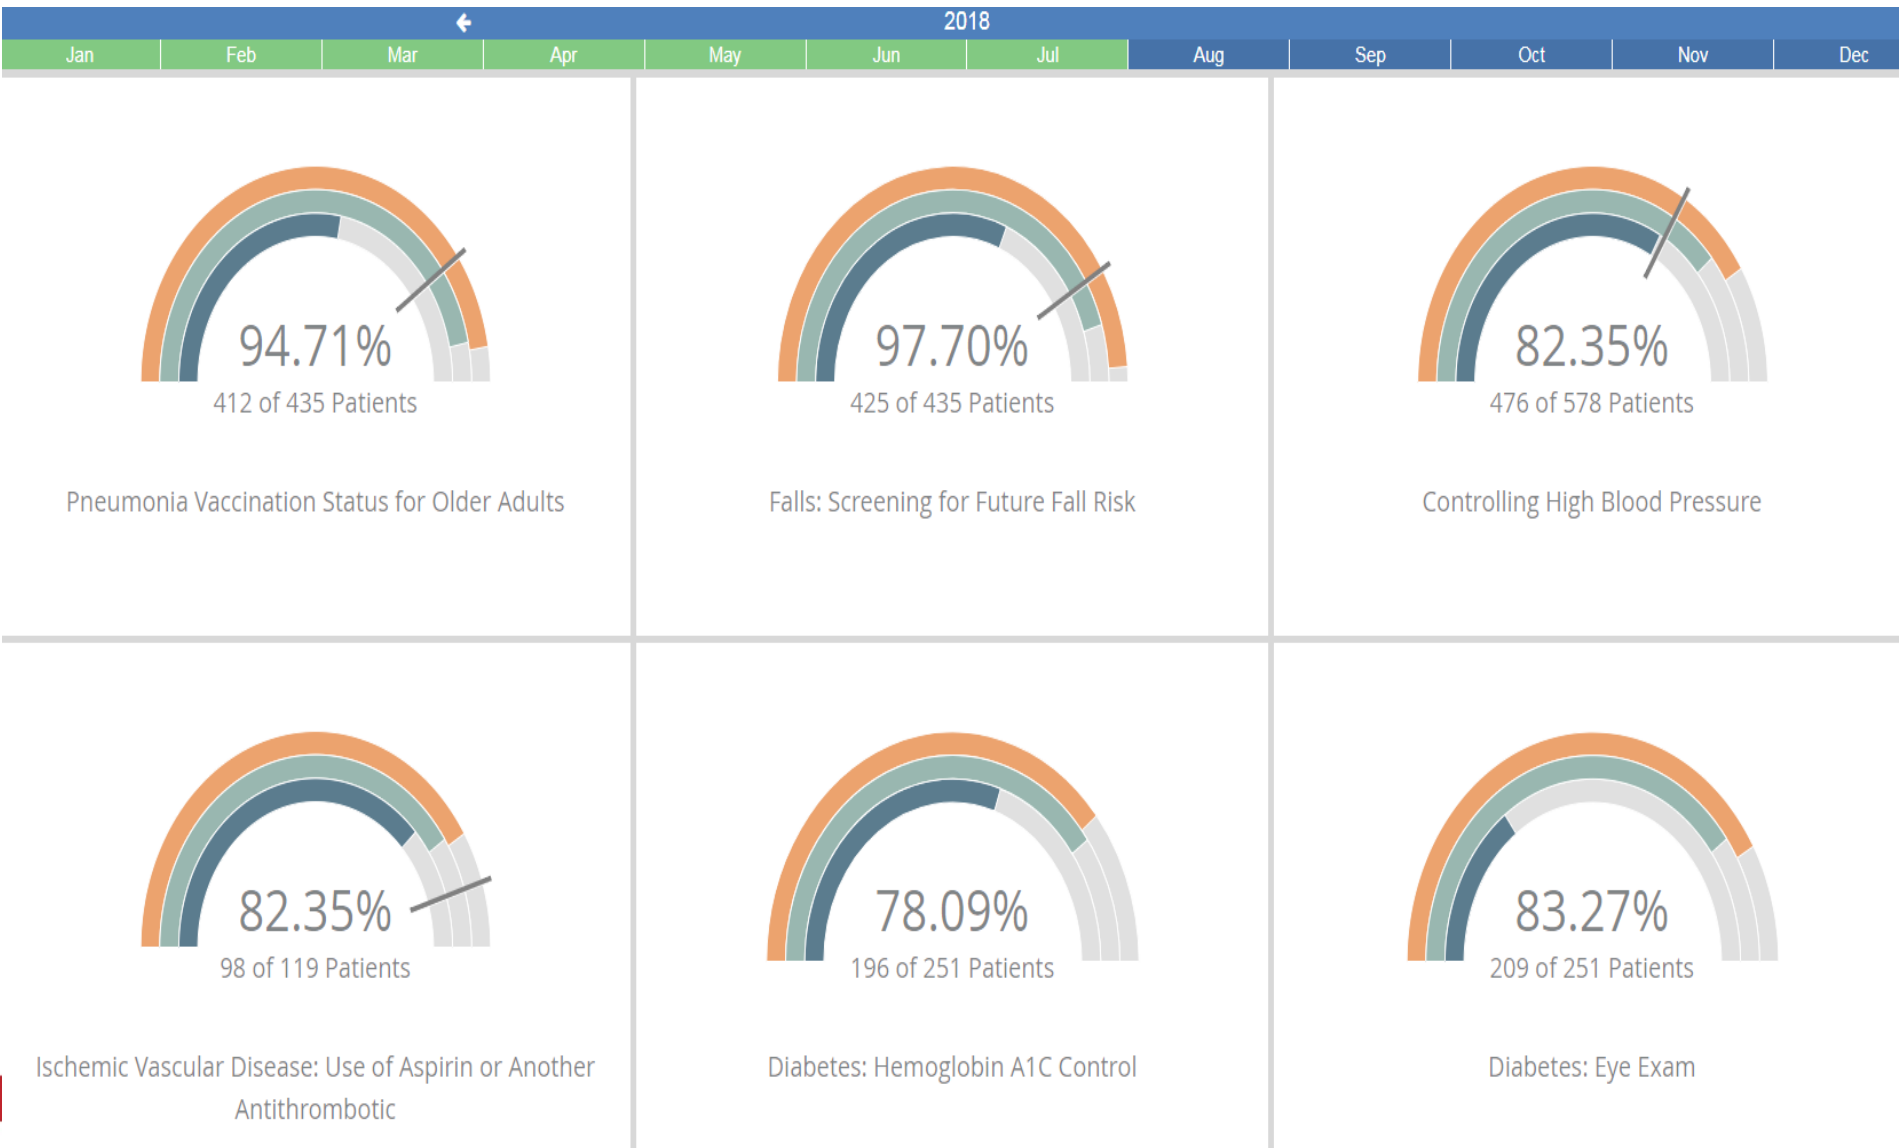 2018
Jan Feb Mar Apr May Jun Jul Aug Sep Oct Nov Dec
94.71%
412 of 435 Patients
Pneumonia Vaccination Status for Older Adults
97.70%
425 of 435 Patients
Falls: Screening for Future Fall Risk
82.35%
476 of 578 Patients
Controlling High Blood Pressure
82.35%
98 of 119 Patients
Ischemic Vascular Disease: Use of Aspirin or Another
Antithrombotic
78.09%
196 of 251 Patients
Diabetes: Hemoglobin A1C Control
83.27%
209 of 251 Patients
Diabetes: Eye Exam